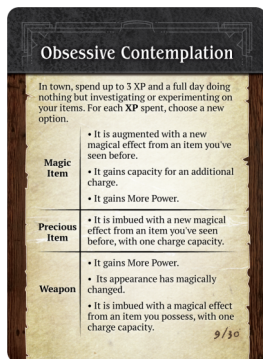 Obsessive Contemplation
In town, spend up to 3 XP and a full day doing
nothing but investigating or experimenting on
your items. For each XP spent, choose a new
option.
Magic
Item
• It is augmented with a new
magical effect from an item you've
seen before.
• It gains capacity for an additional
charge.
• It gains More Power.
Precious
Item
• It is imbued with a new magical
effect from an item you've seen
before, with one charge capacity.
Weapon
• It gains More Power.
• Its appearance has magically
changed.
• It is imbued with a magical effect
from an item you possess, with one
charge capacity.
9/30